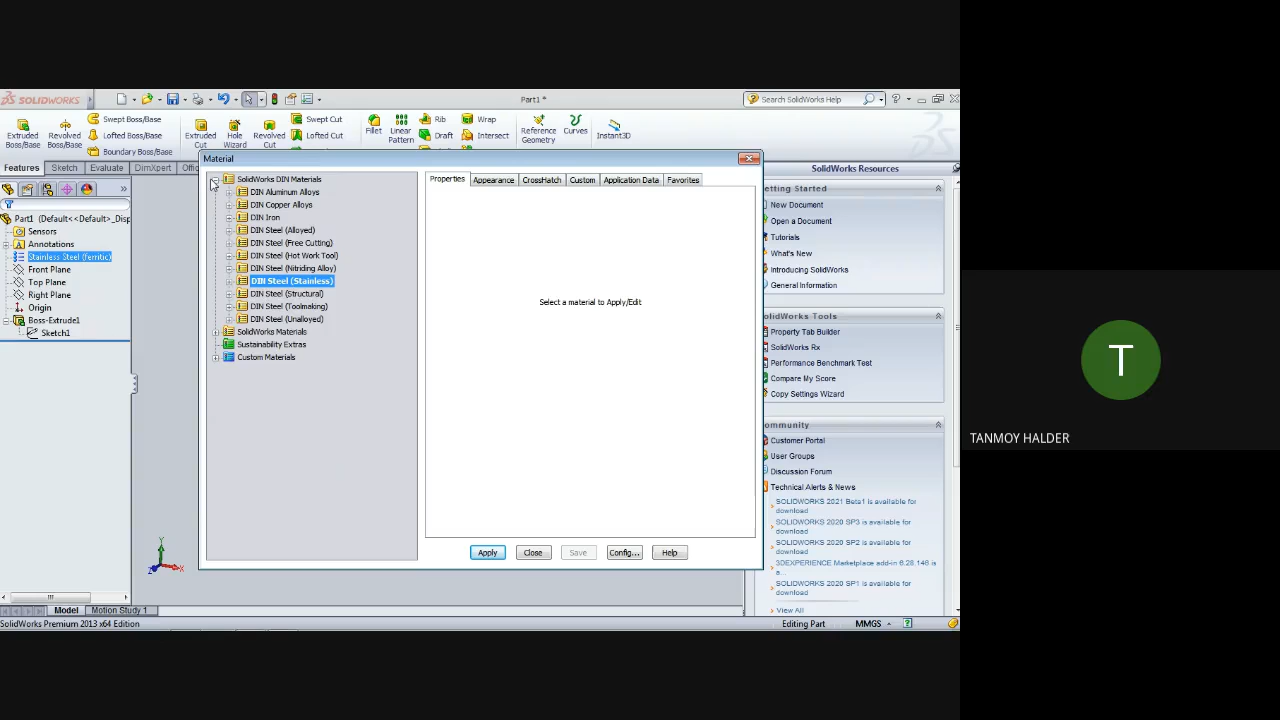 SOLIDWORKS
Part1 *
Search SolidWorks Help
Extruded Boss/Base
Revolved Boss/Base
Swept Boss/Base
Lofted Boss/Base
Boundary Boss/Base
Extruded Cut
Hole Wizard
Revolved Cut
Swept Cut
Lofted Cut
Fillet
Linear Pattern
Rib
Draft
Wrap
Intersect
Reference Geometry
Curves
Instant3D
Features
Sketch
Evaluate
DimXpert
Part1 (Default<<Default>_Disp
Sensors
Annotations
Stainless Steel (ferritic)
Front Plane
Top Plane
Right Plane
Origin
Boss-Extrude1
Sketch1
Material
SolidWorks DIN Materials
DIN Aluminum Alloys
DIN Copper Alloys
DIN Iron
DIN Steel (Alloyed)
DIN Steel (Free Cutting)
DIN Steel (Hot Work Tool)
DIN Steel (Nitriding Alloy)
DIN Steel (Stainless)
DIN Steel (Structural)
DIN Steel (Toolmaking)
DIN Steel (Unalloyed)
SolidWorks Materials
Sustainability Extras
Custom Materials
Properties
Appearance
CrossHatch
Custom
Application Data
Favorites
Select a material to Apply/Edit
Apply
Close
Save
Config...
Help
SolidWorks Resources
etting Started
New Document
Open a Document
Tutorials
What's New
Introducing SolidWorks
General Information
olidWorks Tools
Property Tab Builder
SolidWorks Rx
Performance Benchmark Test
Compare My Score
Copy Settings Wizard
ommunity
Customer Portal
User Groups
Discussion Forum
Technical Alerts & News
SOLIDWORKS 2021 Beta1 is available for
download
SOLIDWORKS 2020 SP3 is available for
download
SOLIDWORKS 2020 SP2 is available for
download
3DEXPERIENCE Marketplace add-in 6.28.146 is
a...
SOLIDWORKS 2020 SP1 is available for
download
View All
Y
X
Z
Model
Motion Study 1
SolidWorks Premium 2013 x64 Edition
Editing Part
MMGS
T
TANMOY HALDER